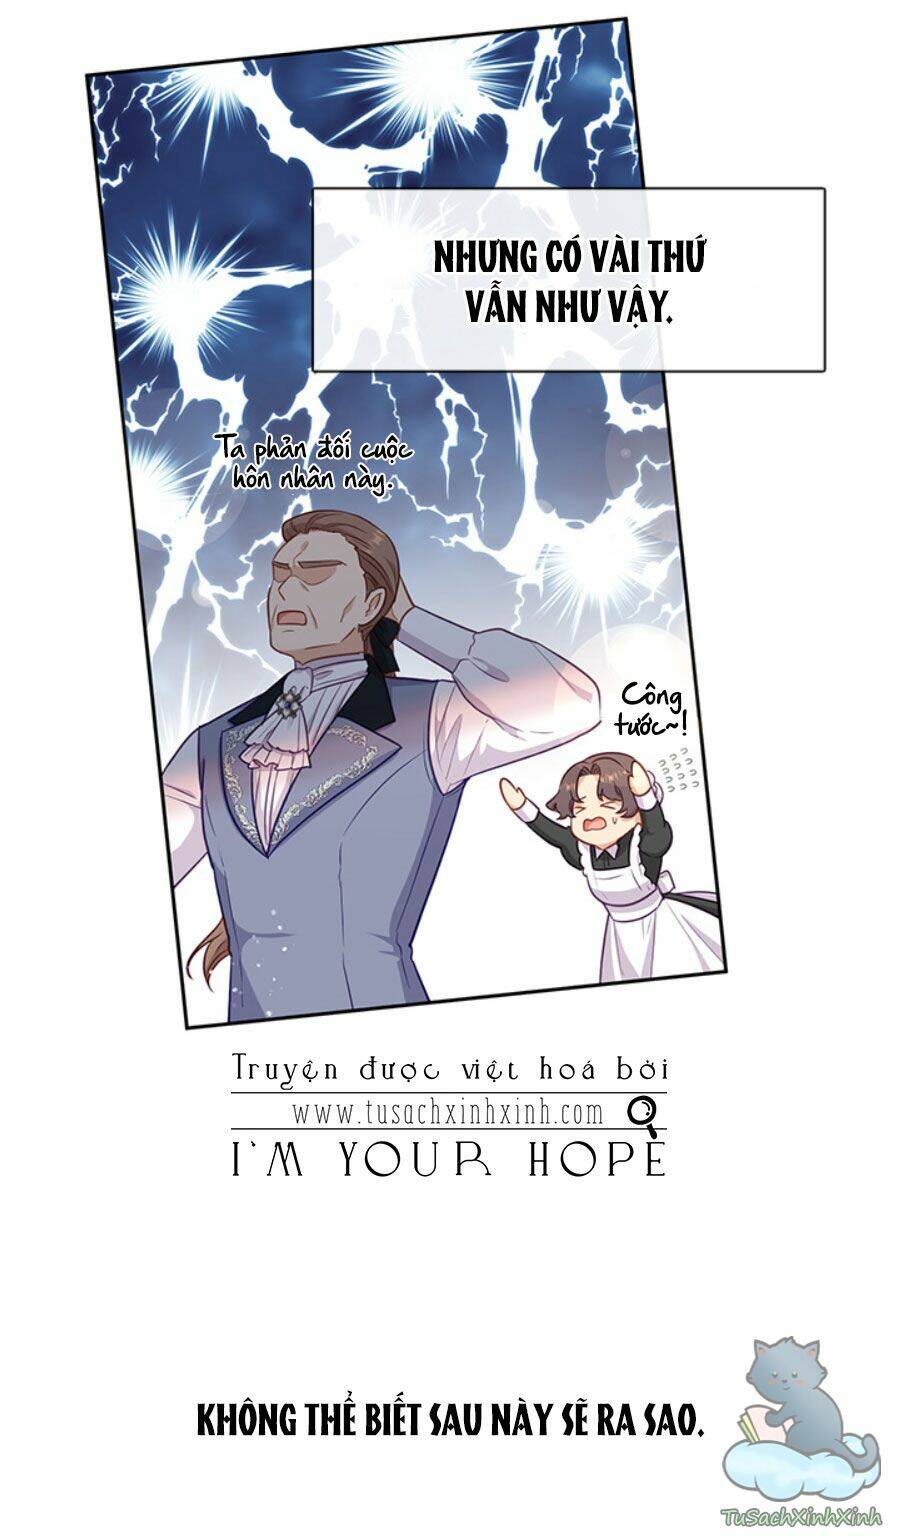 NHƯNG CÓ VÀI THỨ
VẪN NHƯ VẬY.
Ta phản đối cuộc
hôn nhân này.
Công
tước~!
Truyện được việt hoá bởi
www.tusachxinhxinh.com
I'M YOUR HOPE
KHÔNG THỂ BIẾT SAU NÀY SẼ RA SAO.
TuSachXinhXinh